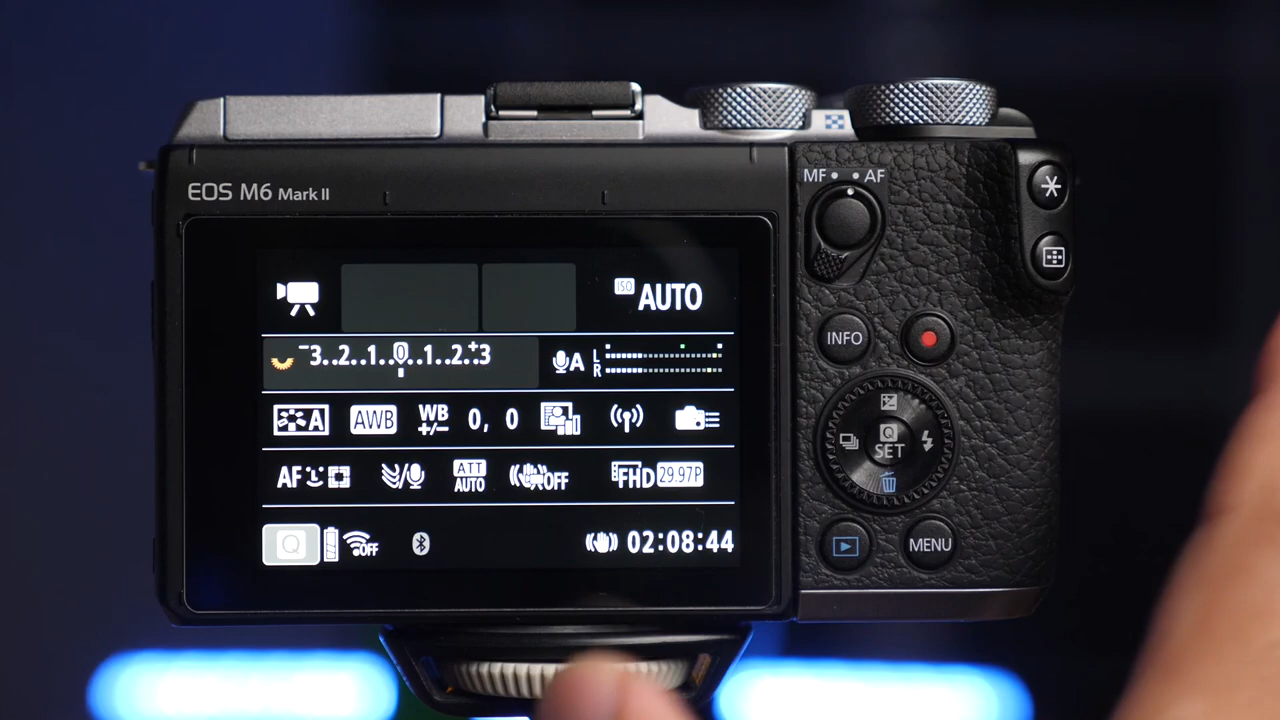 EOS M6 Mark II
MF • • AF
ISO AUTO
-3..2..1..0..1..2.+3
A L R
A AWB WB +/- 0, 0
AF ATT AUTO OFF FHD 29.97P
Q OFF 02:08:44
INFO
Q SET
MENU